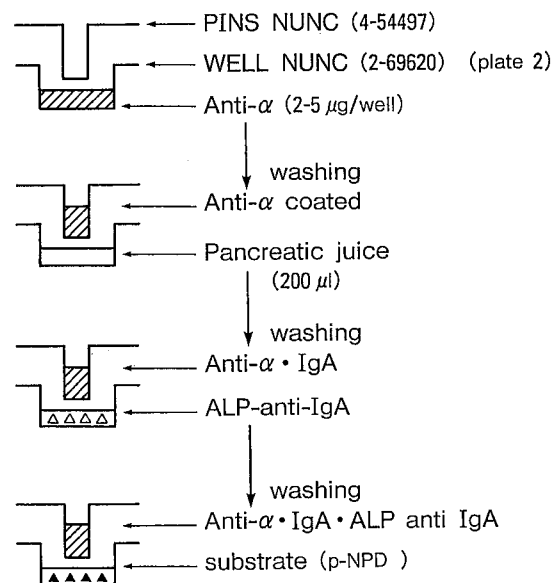 PINS NUNC (4-54497)
WELL NUNC (2-69620) (plate 2)
Anti-α (2-5 μg/well)
washing
Anti-α coated
Pancreatic juice
(200 μl)
washing
Anti-α • IgA
ALP-anti-IgA
washing
Anti-α • IgA • ALP anti IgA
substrate (p-NPD )